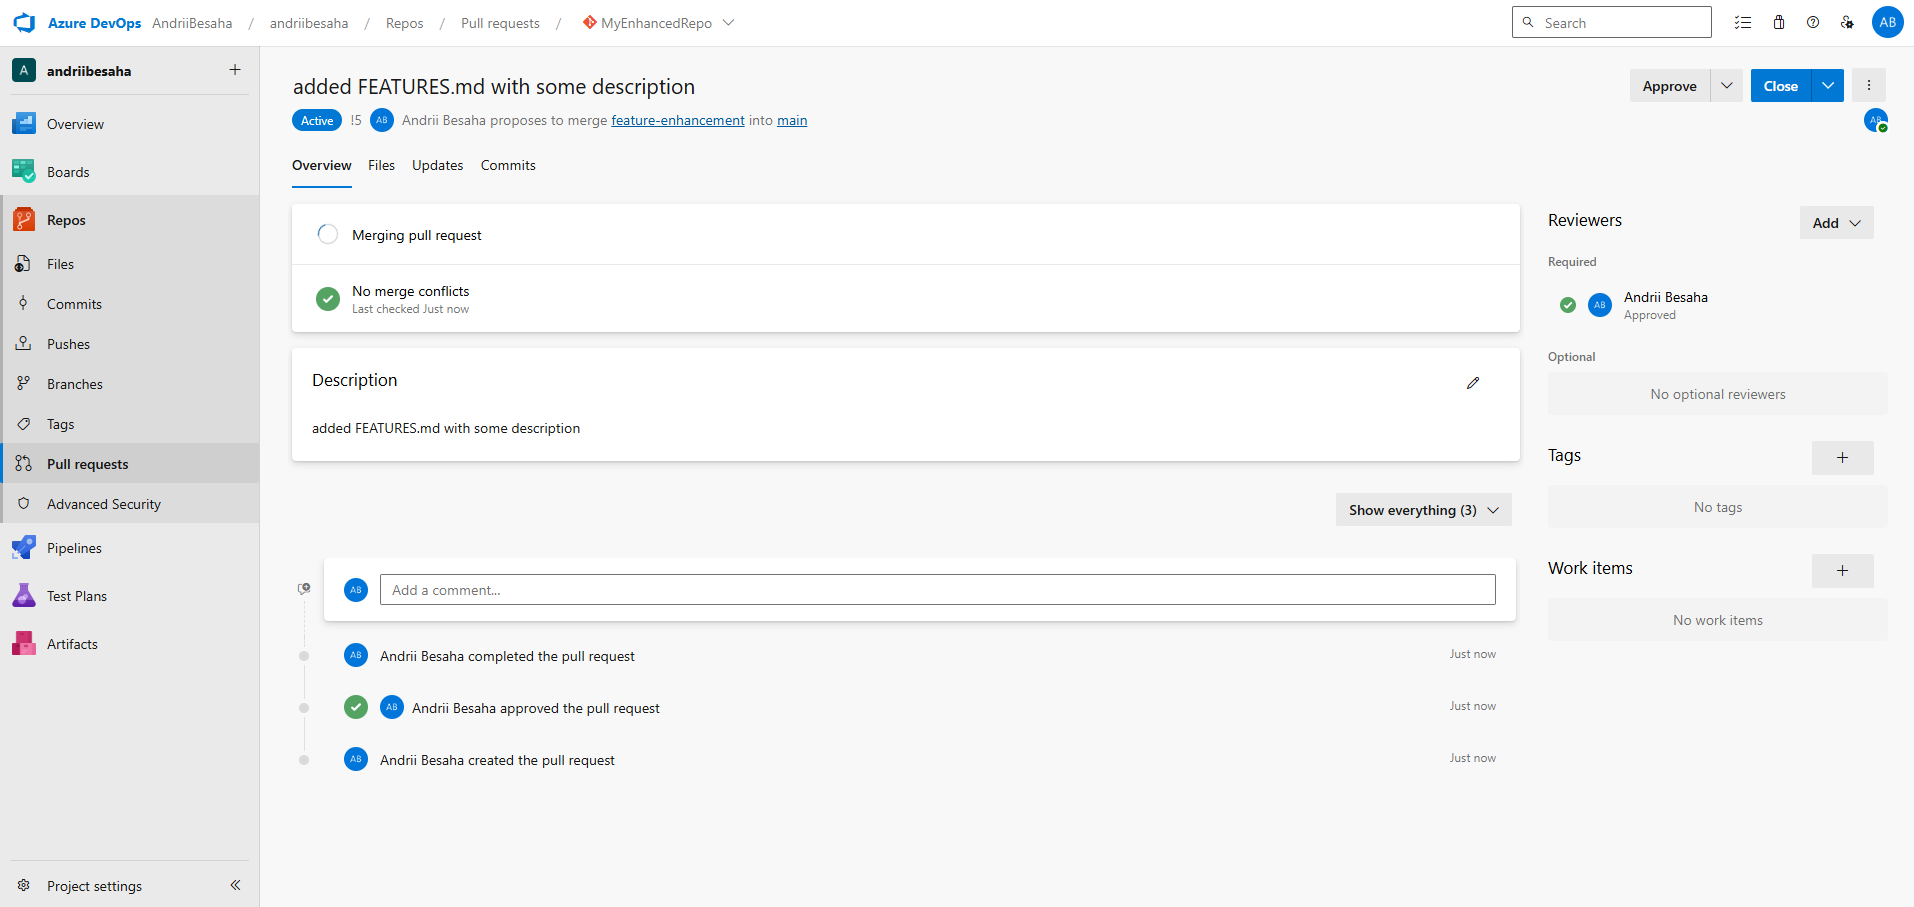 Azure DevOps AndriiBesaha / andriibesaha / Repos / Pull requests / MyEnhancedRepo
Search
AB
A andriibesaha
Overview
Boards
Repos
Files
Commits
Pushes
Branches
Tags
Pull requests
Advanced Security
Pipelines
Test Plans
Artifacts
Project settings
added FEATURES.md with some description
Approve
Close
Active !5 AB Andrii Besaha proposes to merge feature-enhancement into main
AB
Overview Files Updates Commits
Merging pull request
No merge conflicts
Last checked Just now
Description
added FEATURES.md with some description
Show everything (3)
AB Add a comment...
AB Andrii Besaha completed the pull request Just now
AB Andrii Besaha approved the pull request Just now
AB Andrii Besaha created the pull request Just now
Reviewers
Add
Required
AB Andrii Besaha
Approved
Optional
No optional reviewers
Tags
No tags
Work items
No work items